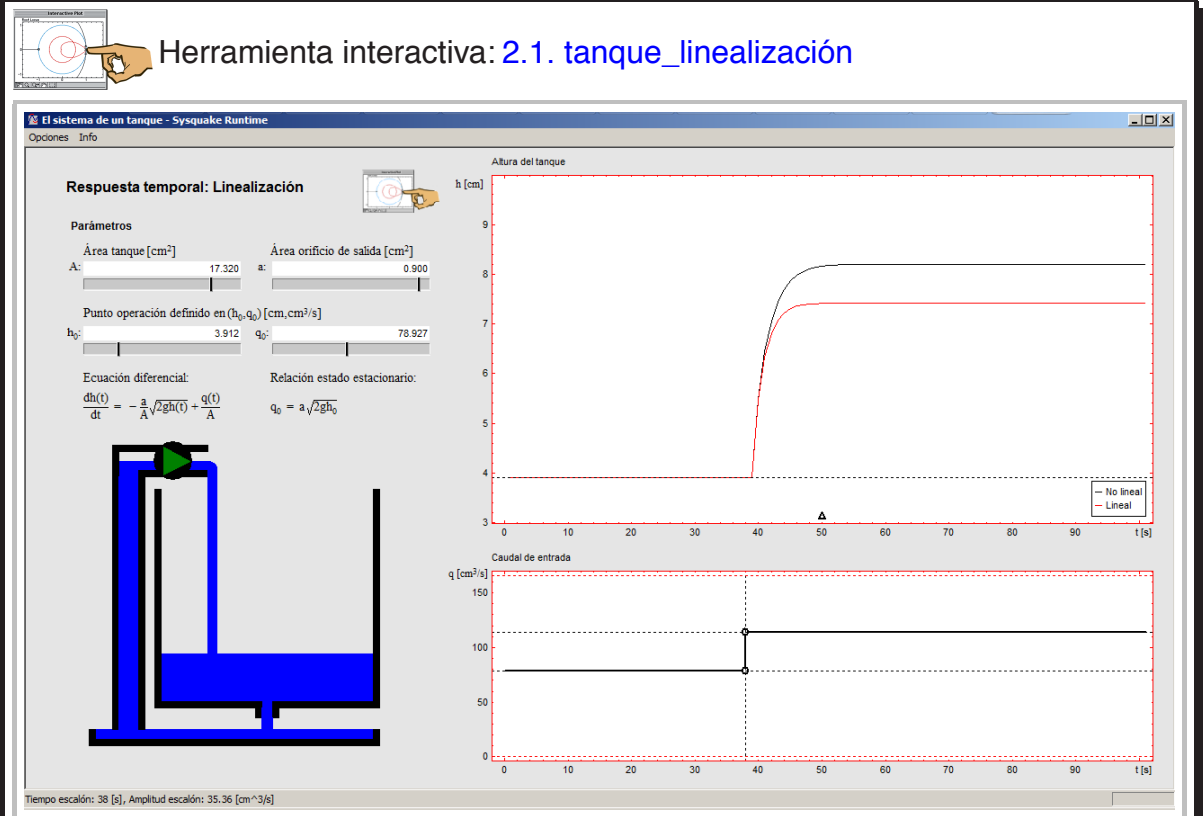 Herramienta interactiva: 2.1. tanque_linealización
El sistema de un tanque - Sysquake Runtime
Opciones Info
Respuesta temporal: Linealización
Parámetros
Área tanque [cm²] Área orificio de salida [cm²]
A: 17.320 a: 0.900
Punto operación definido en (h₀,q₀) [cm,cm³/s]
h₀: 3.912 q₀: 78.927
Ecuación diferencial: Relación estado estacionario:
dh(t)/dt = - a/A √2gh(t) + q(t)/A q₀ = a√2gh₀
Altura del tanque
h [cm]
9
8
7
6
5
4
3
No lineal
Lineal
0 10 20 30 40 50 60 70 80 90 t [s]
Caudal de entrada
q [cm³/s]
150
100
50
0
0 10 20 30 40 50 60 70 80 90 t [s]
Tiempo escalón: 38 [s], Amplitud escalón: 35.36 [cm^3/s]